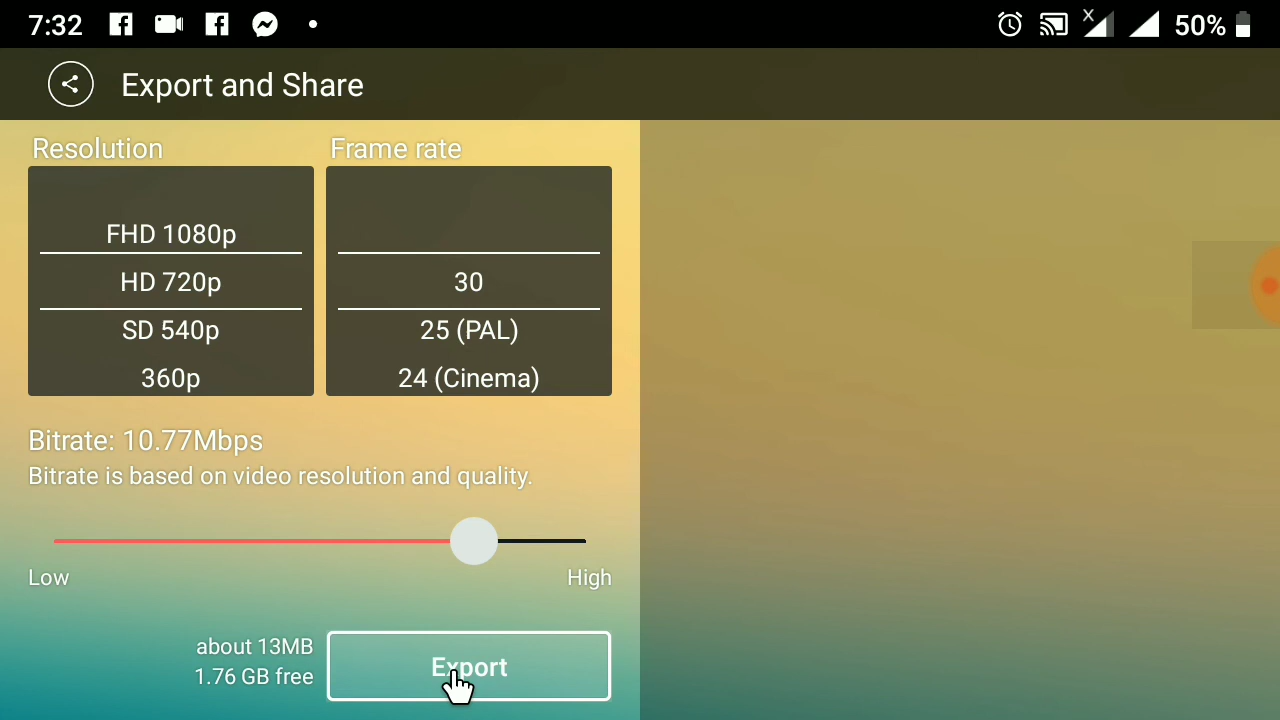 7:32
X
50%
Export and Share
Resolution
Frame rate
FHD 1080p
HD 720p
SD 540p
360p
30
25 (PAL)
24 (Cinema)
Bitrate: 10.77Mbps
Bitrate is based on video resolution and quality.
Low
High
about 13MB
1.76 GB free
Export